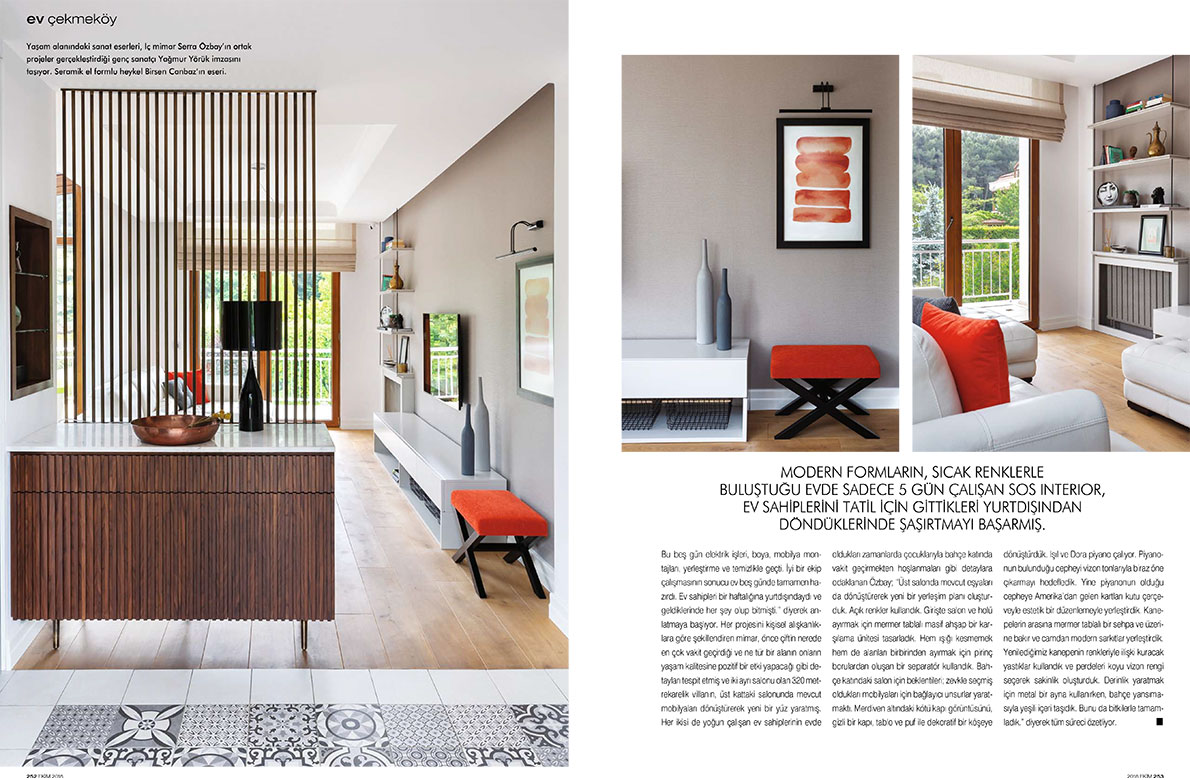 ev çekmeköy
Yaşam alanındaki sanat eserleri, İç mimar Serra Özbay'ın ortak
projeler gerçekleştirdiği genç sanatçı Yağmur Yörük imzasını
taşıyor. Seramik el formlu heykel Birsen Canbaz'ın eseri.
252 EKİM 2018
MODERN FORMLARIN, SICAK RENKLERLE
BULUŞTUĞU EVDE SADECE 5 GÜN ÇALIŞAN SOS INTERIOR,
EV SAHİPLERİNİ TATİL İÇİN GİTTİKLERİ YURTDIŞINDAN
DÖNDÜKLERİNDE ŞAŞIRTMAYI BAŞARMIŞ.
Bu beş gün elektrik işleri, boya, mobilya mon-
tajları, yerleştirme ve temizlikle geçti. İyi bir ekip
çalışmasının sonucu ev beş günde tamamen ha-
zırdı. Ev sahipleri bir haftalığına yurtdışındaydı ve
geldiklerinde her şey olup bitmişti." diyerek an-
latmaya başlıyor. Her projesini kişisel alışkanlık-
lara göre şekillendiren mimar, önce çiftin nerede
en çok vakit geçirdiği ve ne tür bir alanın onların
yaşam kalitesine pozitif bir etki yapacağı gibi de-
tayları tespit etmiş ve iki ayrı salonu olan 320 met-
rekarelik villanın, üst kattaki salonunda mevcut
mobilyaları dönüştürerek yeni bir yüz yaratmış.
Her ikisi de yoğun çalışan ev sahiplerinin evde
oldukları zamanlarda çocuklarıyla bahçe katında
vakit geçirmekten hoşlanmaları gibi detaylara
odaklanan Özbay; "Üst salonda mevcut eşyaları
da dönüştürerek yeni bir yerleşim planı oluştur-
duk. Açık renkler kullandık. Girişte salon ve holü
ayırmak için mermer tablalı masif ahşap bir kar-
şılama ünitesi tasarladık. Hem ışığı kesmemek
hem de alanları birbirinden ayırmak için pirinç
borulardan oluşan bir separatör kullandık. Bah-
çe katındaki salon için beklentileri; zevkle seçmiş
oldukları mobilyaları için bağlayıcı unsurlar yarat-
maktı. Merdiven altındaki kötü kapı görüntüsünü,
gizli bir kapı, tablo ve puf ile dekoratif bir köşeye
dönüştürdük. Işıl ve Dora piyano çalıyor. Piyano-
nun bulunduğu cepheyi vizon tonlarıyla biraz öne
çıkarmayı hedefledik. Yine piyanonun olduğu
cepheye Amerika'dan gelen kartları kutu çerçe-
veyle estetik bir düzenlemeyle yerleştirdik. Kane-
pelerin arasına mermer tablalı bir sehpa ve üzeri-
ne bakır ve camdan modern sarkıtlar yerleştirdik.
Yenilediğimiz kanepenin renkleriyle ilişki kuracak
yastıklar kullandık ve perdeleri koyu vizon rengi
seçerek sakinlik oluşturduk. Derinlik yaratmak
için metal bir ayna kullanırken, bahçe yansıma-
sıyla yeşili içeri taşıdık. Bunu da bitkilerle tamam-
ladık." diyerek tüm süreci özetliyor.
2018 EKİM 253